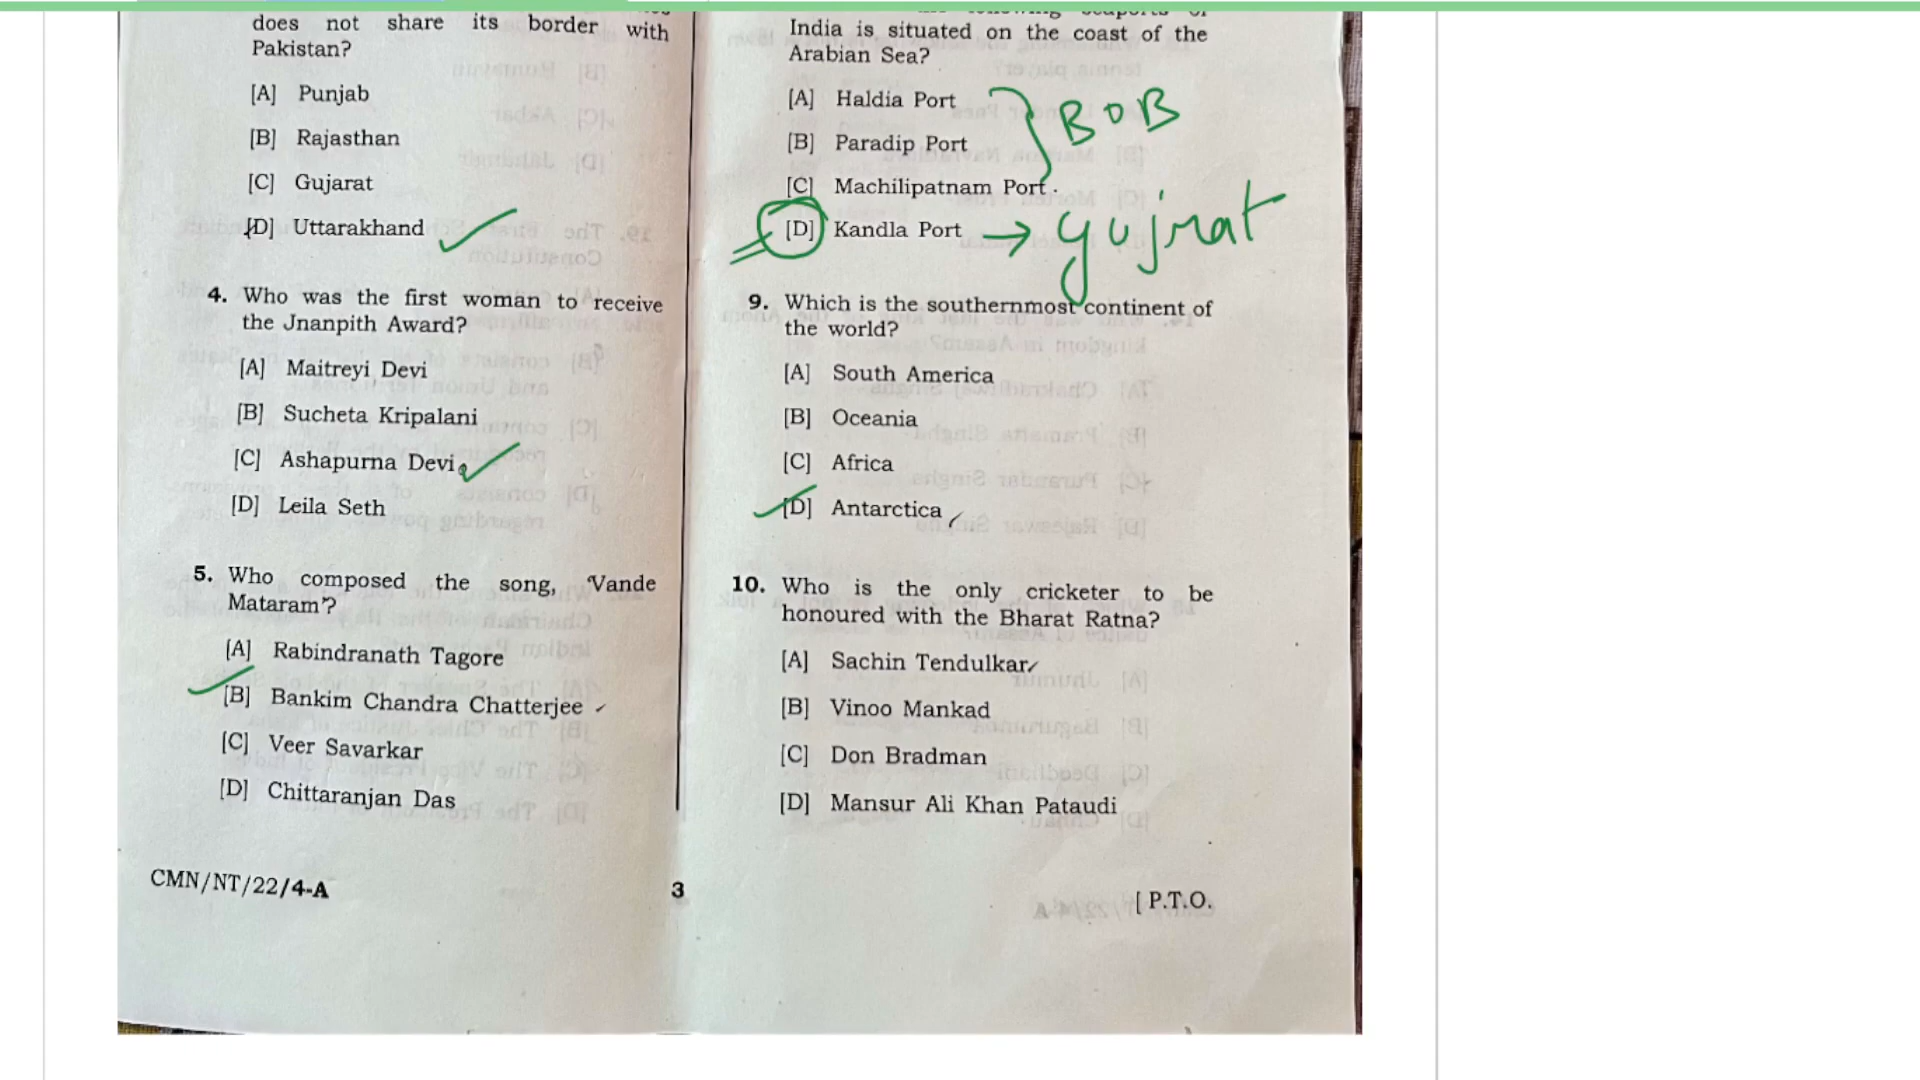 does not share its border with
Pakistan?
[A] Punjab
[B] Rajasthan
[C] Gujarat
[D] Uttarakhand
4. Who was the first woman to receive
the Jnanpith Award?
[A] Maitreyi Devi
[B] Sucheta Kripalani
[C] Ashapurna Devi
[D] Leila Seth
5. Who composed the song, 'Vande
Mataram'?
[A] Rabindranath Tagore
[B] Bankim Chandra Chatterjee
[C] Veer Savarkar
[D] Chittaranjan Das
following seaports of
India is situated on the coast of the
Arabian Sea?
[A] Haldia Port
[B] Paradip Port
BOB
[C] Machilipatnam Port
[D] Kandla Port → Gujrat
9. Which is the southernmost continent of
the world?
[A] South America
[B] Oceania
[C] Africa
[D] Antarctica
10. Who is the only cricketer to be
honoured with the Bharat Ratna?
[A] Sachin Tendulkar
[B] Vinoo Mankad
[C] Don Bradman
[D] Mansur Ali Khan Pataudi
CMN/NT/22/4-A
3
[ P.T.O.